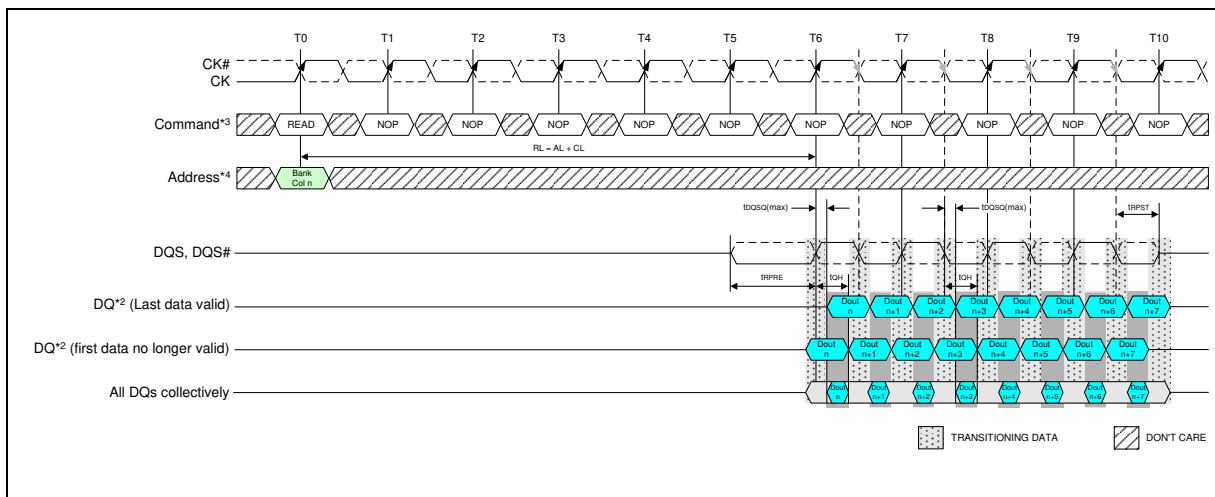 T0 T1 T2 T3 T4 T5 T6 T7 T8 T9 T10
CK#
CK
Command*3 READ NOP NOP NOP NOP NOP NOP NOP NOP NOP NOP
RL = AL + CL
Address*4 Bank
Col n
tDQSQ(max) tDQSQ(max) tRPST
DQS, DQS#
tRPRE tQH tQH
DQ*2 (Last data valid) Dout n Dout n+1 Dout n+2 Dout n+3 Dout n+4 Dout n+5 Dout n+6 Dout n+7
DQ*2 (first data no longer valid) Dout n Dout n+1 Dout n+2 Dout n+3 Dout n+4 Dout n+5 Dout n+6 Dout n+7
All DQs collectively Dout n Dout n+1 Dout n+2 Dout n+3 Dout n+4 Dout n+5 Dout n+6 Dout n+7
TRANSITIONING DATA DON'T CARE